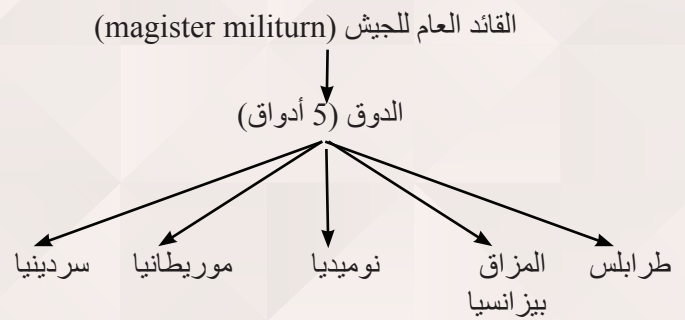 القائد العام للجيش (magister militurn)
الدوق (5 أدواق)
طرابلس
المزاق
بيزانسيا
نوميديا
موريطانيا
سردينيا